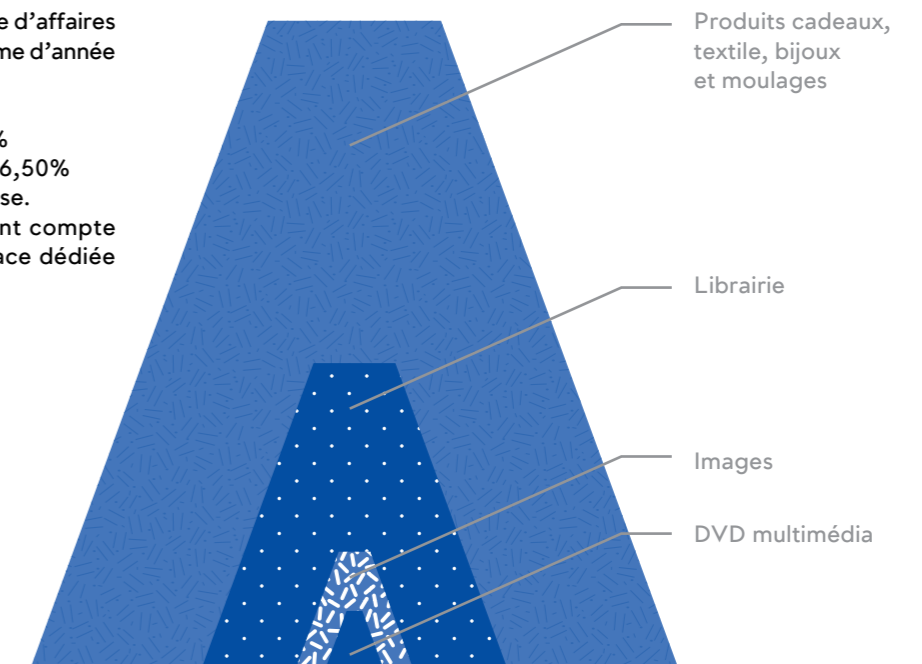 e d’affaires
me d’année
%
6,50%
se.
nt compte
ace dédiée
Produits cadeaux,
textile, bijoux
et moulages
Librairie
Images
DVD multimédia